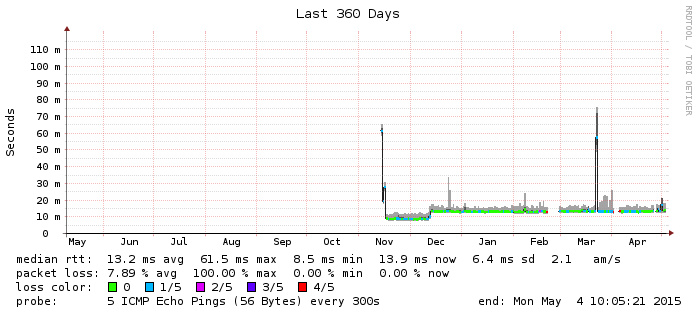 Last 360 Days
RRDTOOL / TOBI OETIKER
Seconds
110 m
100 m
90 m
80 m
70 m
60 m
50 m
40 m
30 m
20 m
10 m
0
May Jun Jul Aug Sep Oct Nov Dec Jan Feb Mar Apr
median rtt: 13.2 ms avg 61.5 ms max 8.5 ms min 13.9 ms now 6.4 ms sd 2.1 am/s
packet loss: 7.89 % avg 100.00 % max 0.00 % min 0.00 % now
loss color: 0 1/5 2/5 3/5 4/5
probe: 5 ICMP Echo Pings (56 Bytes) every 300s end: Mon May 4 10:05:21 2015